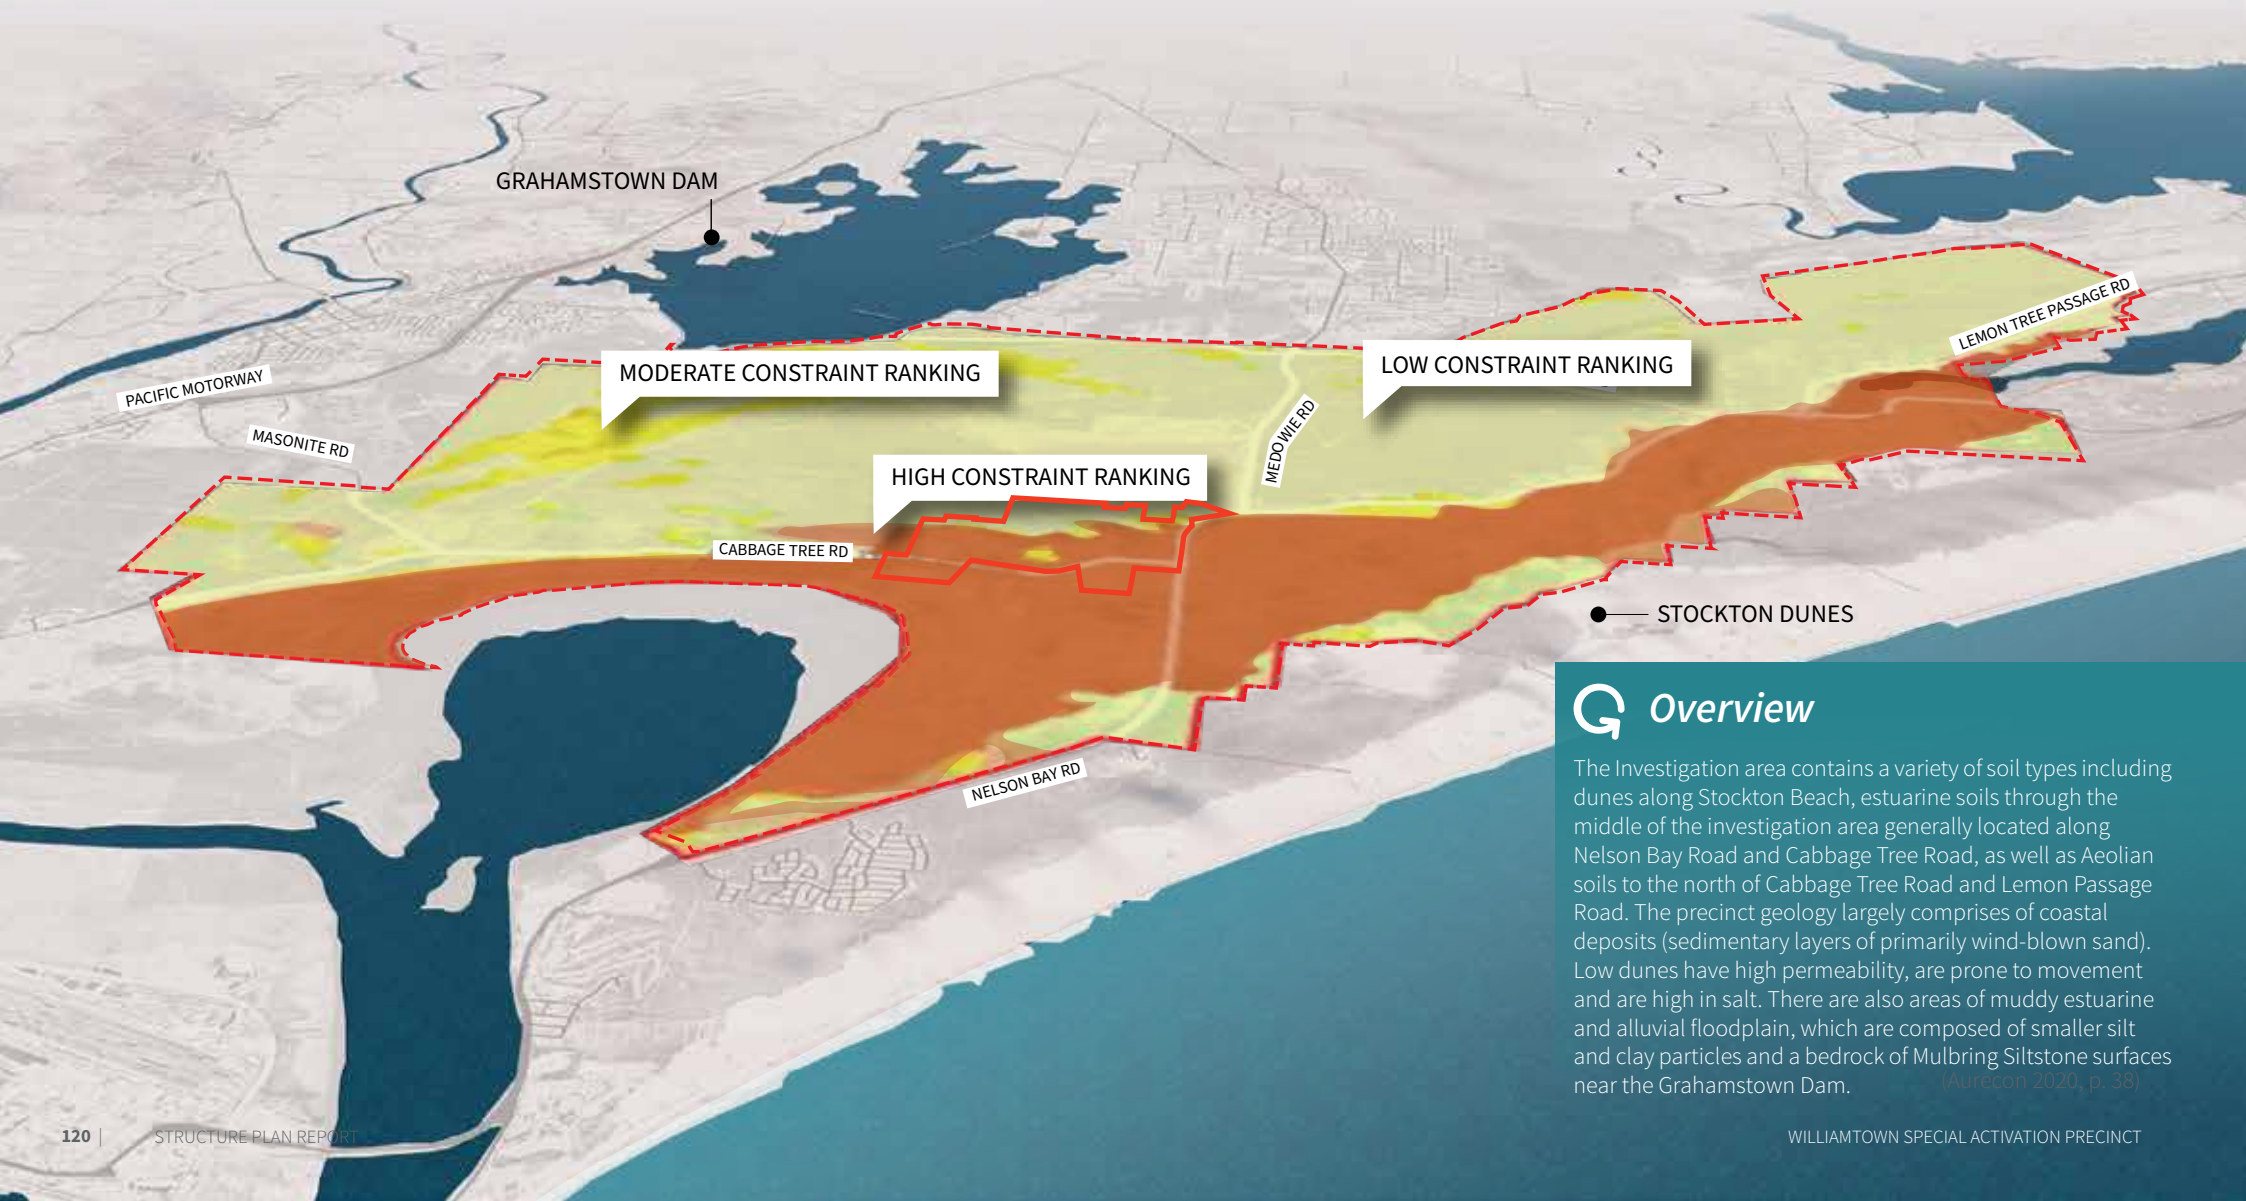 GRAHAMSTOWN DAM
LEMON TREE PASSAGE RD
MODERATE CONSTRAINT RANKING
LOW CONSTRAINT RANKING
PACIFIC MOTORWAY
MASONITE RD
MEDOWIE RD
HIGH CONSTRAINT RANKING
CABBAGE TREE RD
STOCKTON DUNES
NELSON BAY RD
Overview
The Investigation area contains a variety of soil types including
dunes along Stockton Beach, estuarine soils through the
middle of the investigation area generally located along
Nelson Bay Road and Cabbage Tree Road, as well as Aeolian
soils to the north of Cabbage Tree Road and Lemon Passage
Road. The precinct geology largely comprises of coastal
deposits (sedimentary layers of primarily wind-blown sand).
Low dunes have high permeability, are prone to movement
and are high in salt. There are also areas of muddy estuarine
and alluvial floodplain, which are composed of smaller silt
and clay particles and a bedrock of Mulbring Siltstone surfaces
near the Grahamstown Dam.
(Aurecon 2020, p. 38)
120 | STRUCTURE PLAN REPORT
WILLIAMTOWN SPECIAL ACTIVATION PRECINCT